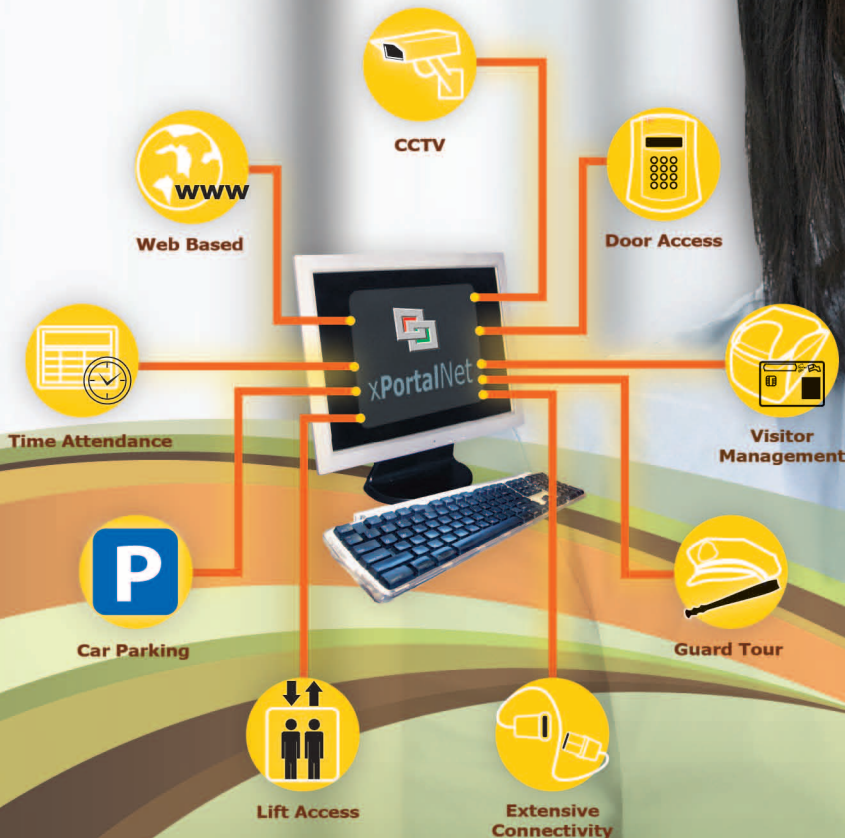 CCTV
www
Web Based
Door Access
xPortalNet
Time Attendance
Visitor
Management
P
Car Parking
Guard Tour
Lift Access
Extensive
Connectivity